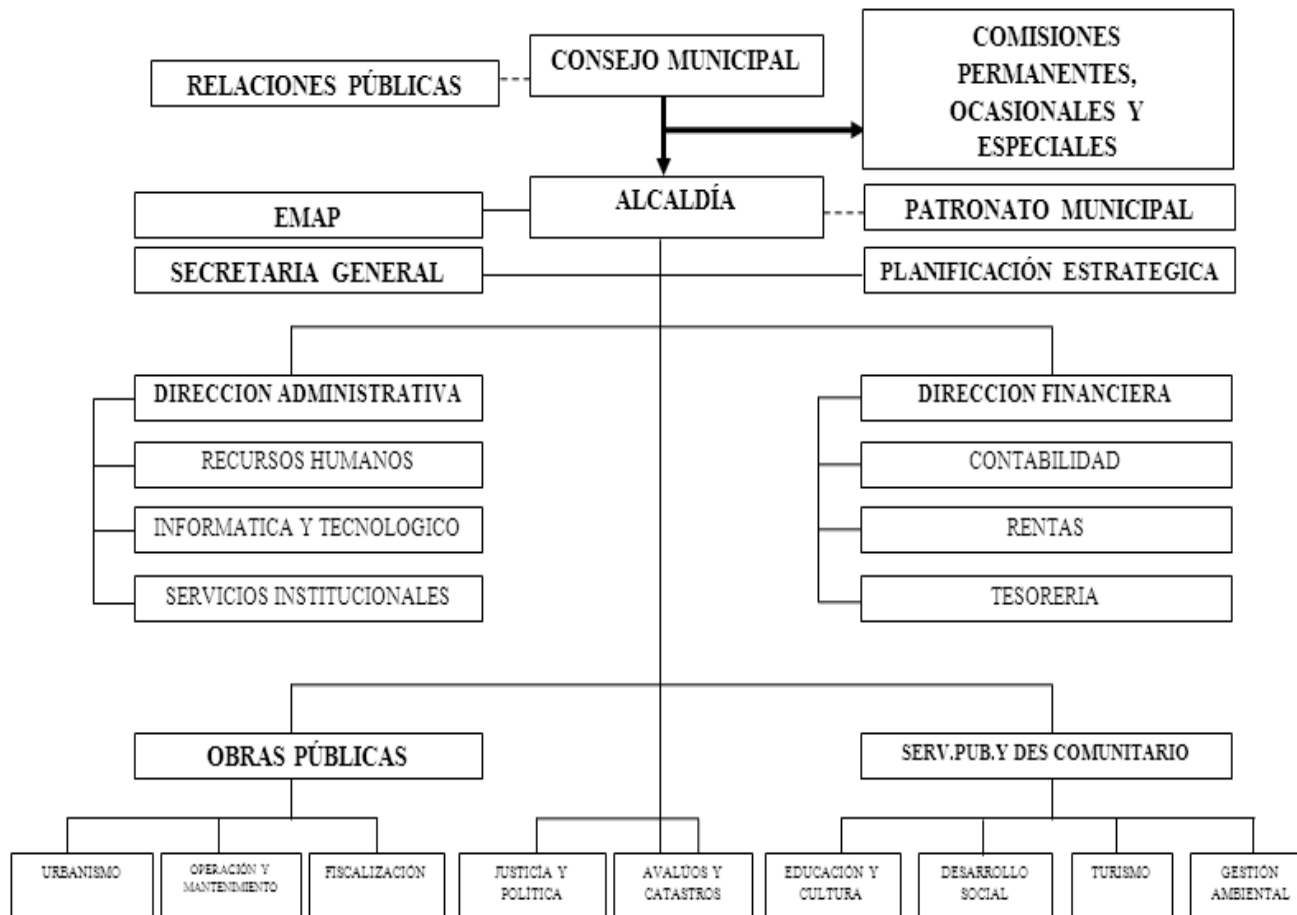 CONSEJO MUNICIPAL
RELACIONES PÚBLICAS
COMISIONES
PERMANENTES,
OCASIONALES Y
ESPECIALES
ALCALDÍA
EMAP
PATRONATO MUNICIPAL
SECRETARIA GENERAL
PLANIFICACIÓN ESTRATEGICA
DIRECCION ADMINISTRATIVA
RECURSOS HUMANOS
INFORMATICA Y TECNOLOGICO
SERVICIOS INSTITUCIONALES
DIRECCION FINANCIERA
CONTABILIDAD
RENTAS
TESORERIA
OBRAS PÚBLICAS
SERV.PUB.Y DES COMUNITARIO
URBANISMO
OPERACIÓN Y
MANTENIMIENTO
FISCALIZACIÓN
JUSTICIA Y
POLÍTICA
AVALÚOS Y
CATASTROS
EDUCACIÓN Y
CULTURA
DESARROLLO
SOCIAL
TURISMO
GESTIÓN
AMBIENTAL